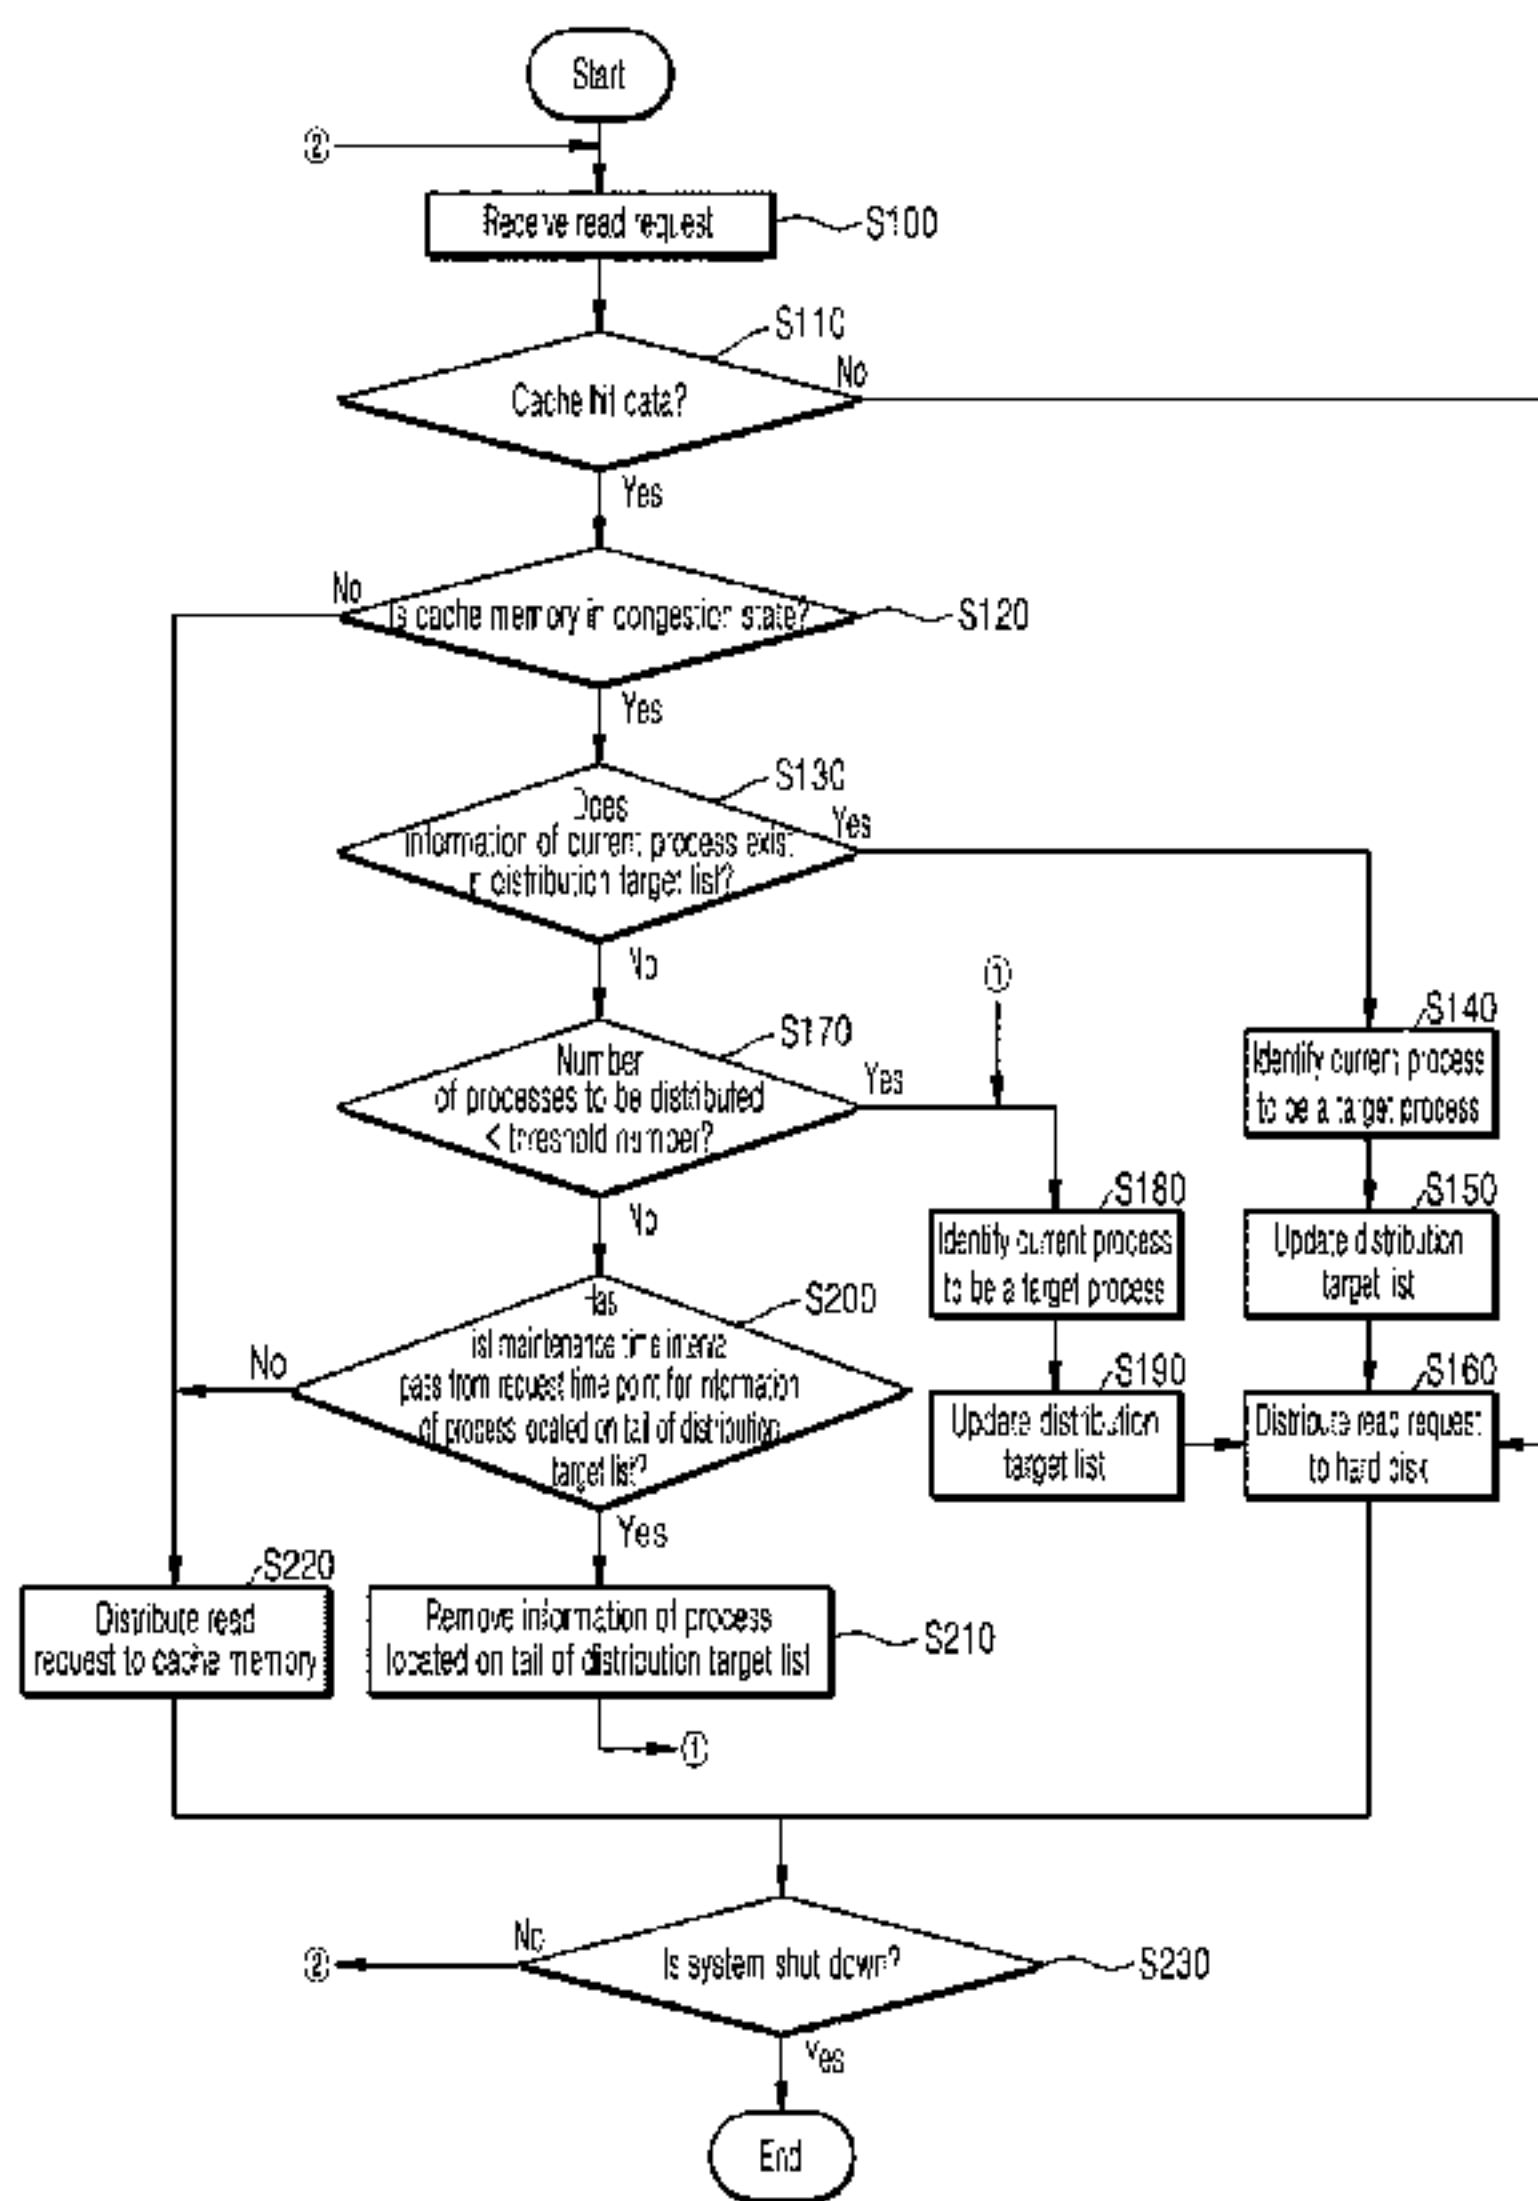 Start
②
Receive read request
S100
S110
Cache hit data?
No
Yes
No
Is cache memory in congestion state?
S120
Yes
S130
Does
information of current process exist
in distribution target list?
Yes
No
①
S170
Number
of processes to be distributed
< threshold number?
Yes
No
S140
Identify current process
to be a target process
S180
Identify current process
to be a target process
S150
Update distribution
target list
S200
Has
list maintenance time interval
pass from request time point for information
of process located on tail of distribution
target list?
No
Yes
S190
Update distribution
target list
S160
Distribute read request
to hard disk
S220
Distribute read
request to cache memory
Remove information of process
located on tail of distribution target list
S210
①
No
②
Is system shut down?
S230
Yes
End